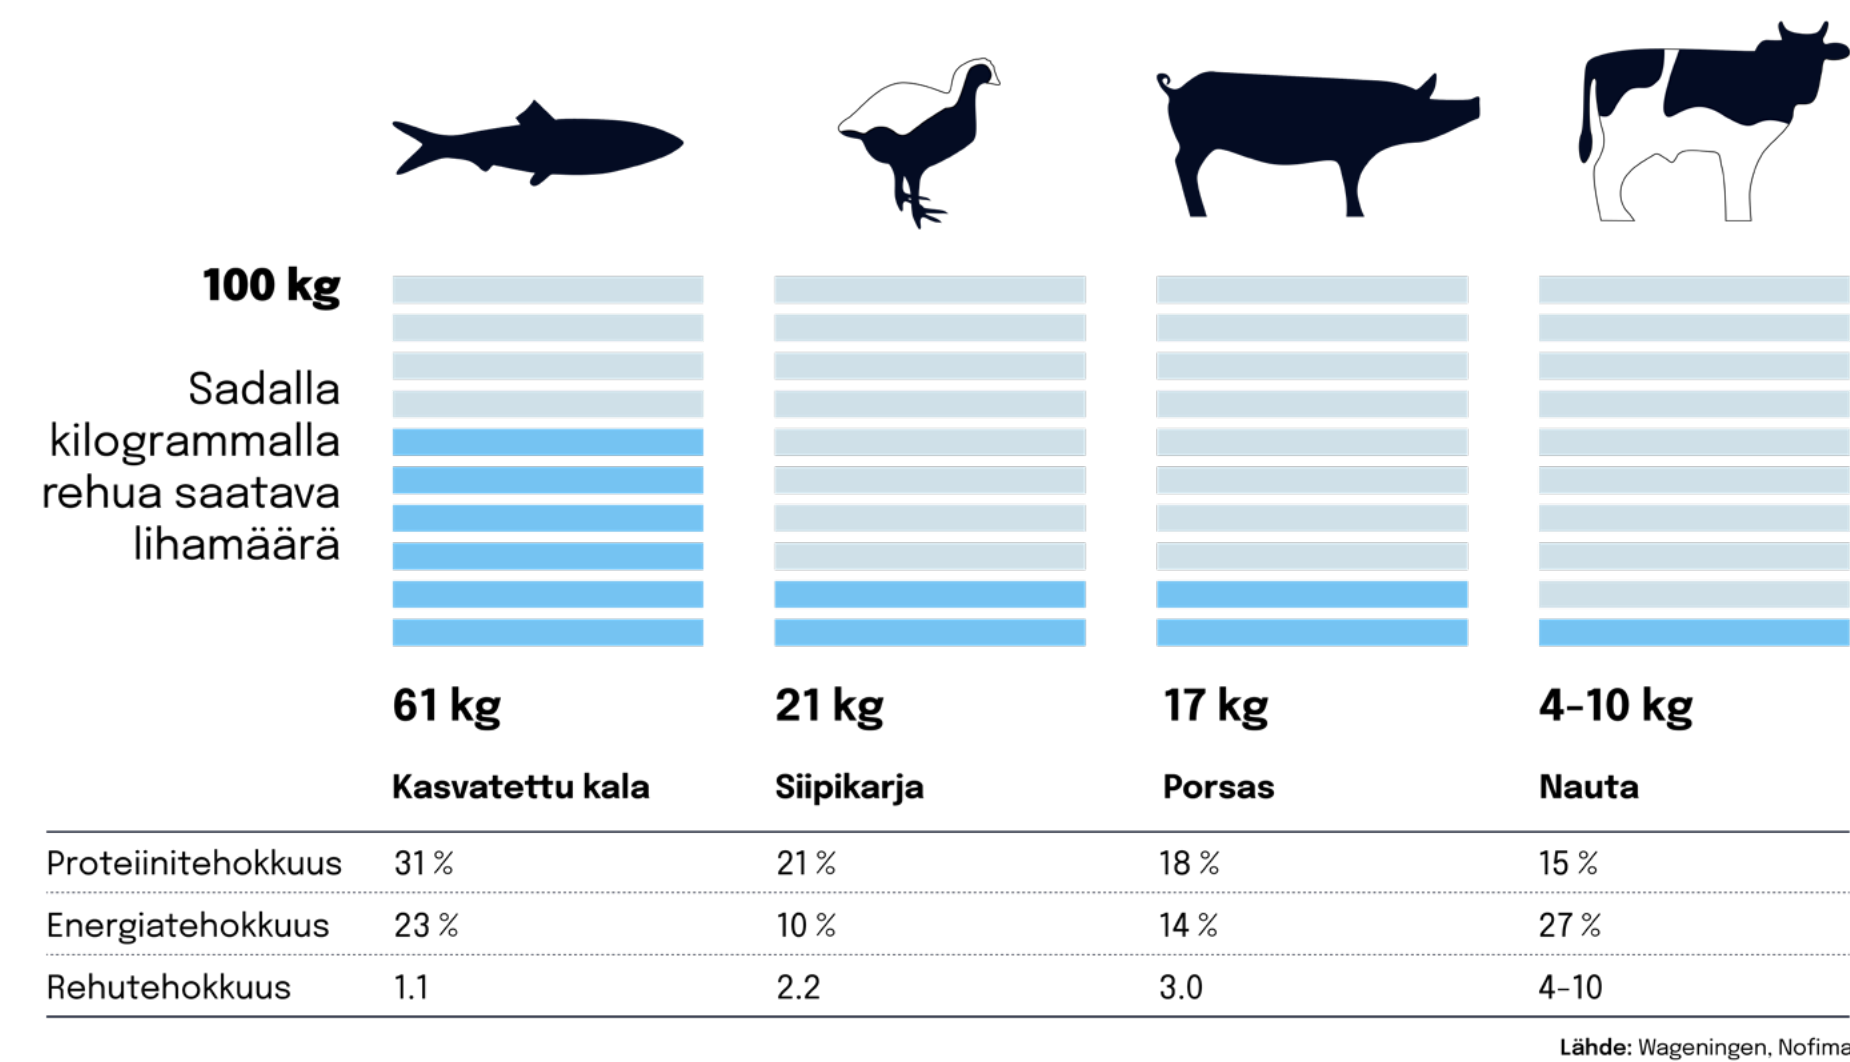 100 kg
Sadalla
kilogrammalla
rehua saatava
lihamäärä
61 kg 21 kg 17 kg 4–10 kg
Kasvatettu kala Siipikarja Porsas Nauta
Proteiinitehokkuus 31 % 21 % 18 % 15 %
Energiatehokkuus 23 % 10 % 14 % 27 %
Rehutehokkuus 1.1 2.2 3.0 4–10
Lähde: Wageningen, Nofima